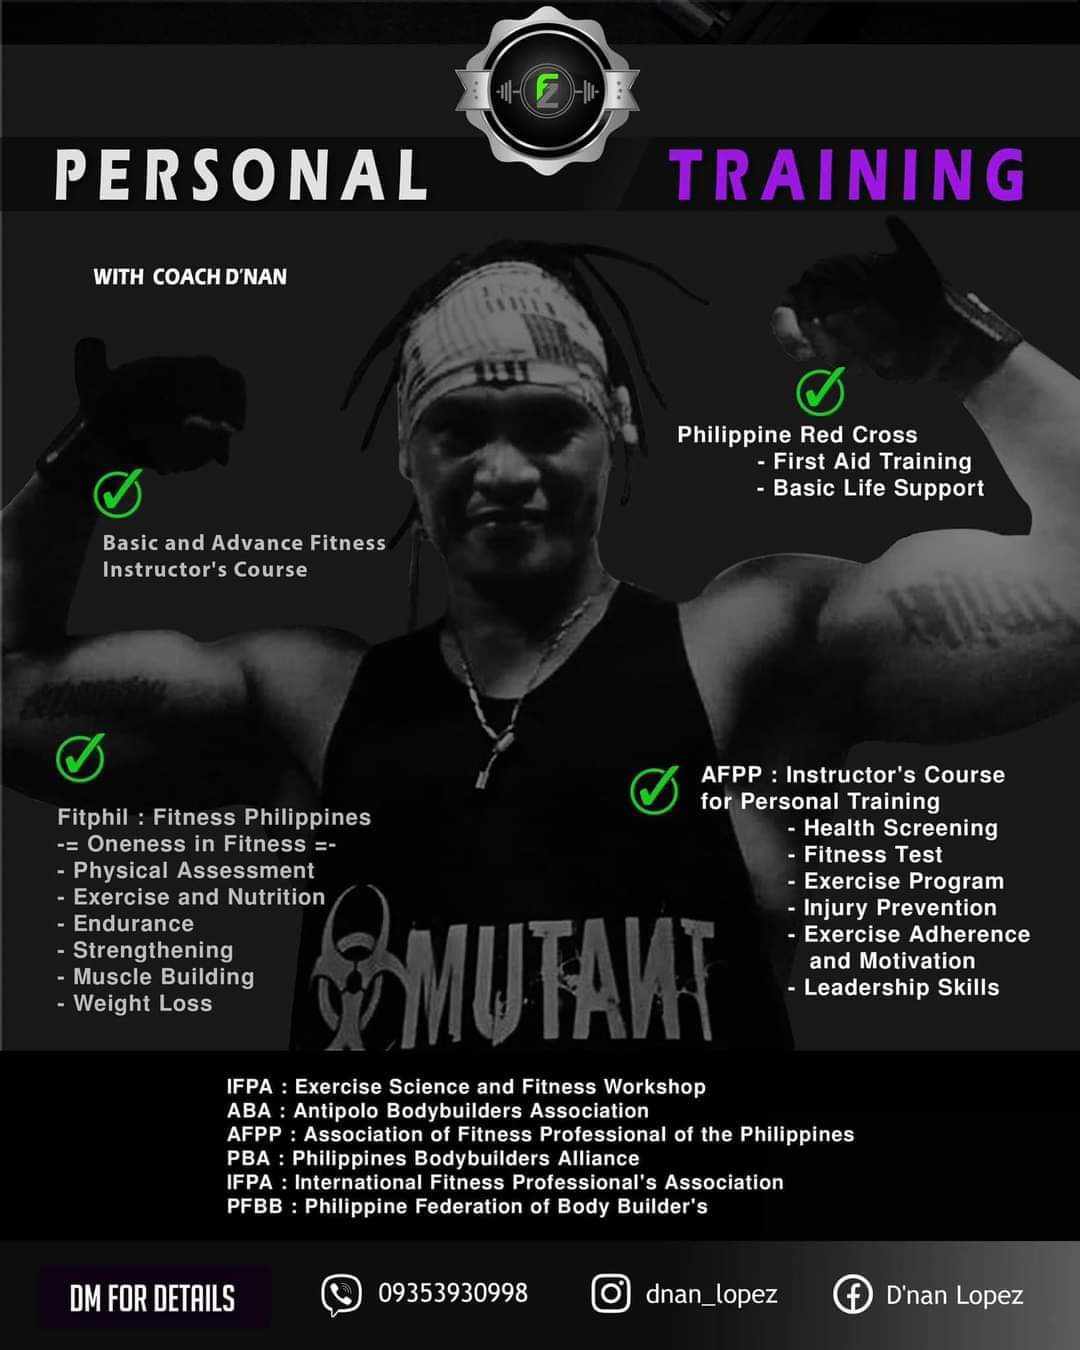 FZ
PERSONAL TRAINING
WITH COACH D'NAN
Philippine Red Cross
- First Aid Training
- Basic Life Support
Basic and Advance Fitness
Instructor's Course
Fitphil : Fitness Philippines
-= Oneness in Fitness =-
- Physical Assessment
- Exercise and Nutrition
- Endurance
- Strengthening
- Muscle Building
- Weight Loss
AFPP : Instructor's Course
for Personal Training
- Health Screening
- Fitness Test
- Exercise Program
- Injury Prevention
- Exercise Adherence
and Motivation
- Leadership Skills
MUTANT
IFPA : Exercise Science and Fitness Workshop
ABA : Antipolo Bodybuilders Association
AFPP : Association of Fitness Professional of the Philippines
PBA : Philippines Bodybuilders Alliance
IFPA : International Fitness Professional's Association
PFBB : Philippine Federation of Body Builder's
DM FOR DETAILS
09353930998
dnan_lopez
D'nan Lopez